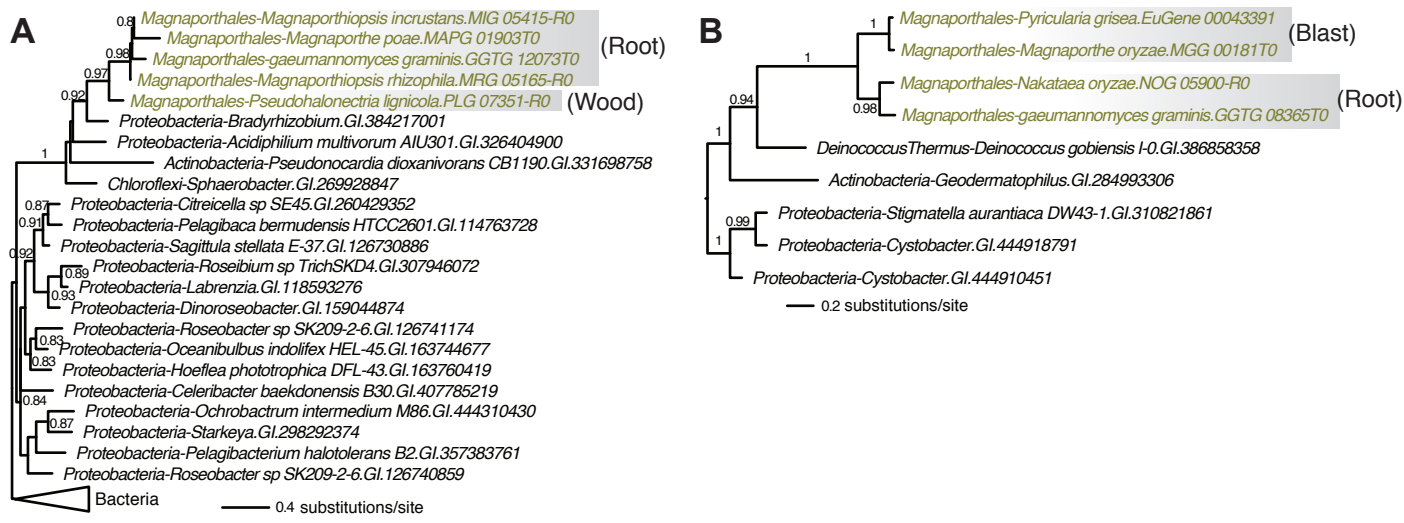 A
0.8
Magnaporthales-Magnaporthiopsis incrustans.MIG 05415-R0
Magnaporthales-Magnaporthe poae.MAPG 01903T0
(Root)
0.98
Magnaporthales-gaeumannomyces graminis.GGTG 12073T0
0.97
Magnaporthales-Magnaporthiopsis rhizophila.MRG 05165-R0
0.92
Magnaporthales-Pseudohalonectria lignicola.PLG 07351-R0
(Wood)
Proteobacteria-Bradyrhizobium.GI.384217001
Proteobacteria-Acidiphilium multivorum AIU301.GI.326404900
1
Actinobacteria-Pseudonocardia dioxanivorans CB1190.GI.331698758
Chloroflexi-Sphaerobacter.GI.269928847
0.87
Proteobacteria-Citreicella sp SE45.GI.260429352
0.91
Proteobacteria-Pelagibaca bermudensis HTCC2601.GI.114763728
Proteobacteria-Sagittula stellata E-37.GI.126730886
0.92
Proteobacteria-Roseibium sp TrichSKD4.GI.307946072
0.89
Proteobacteria-Labrenzia.GI.118593276
0.93
Proteobacteria-Dinoroseobacter.GI.159044874
Proteobacteria-Roseobacter sp SK209-2-6.GI.126741174
0.83
Proteobacteria-Oceanibulbus indolifex HEL-45.GI.163744677
0.83
Proteobacteria-Hoeflea phototrophica DFL-43.GI.163760419
Proteobacteria-Celeribacter baekdonensis B30.GI.407785219
0.84
Proteobacteria-Ochrobactrum intermedium M86.GI.444310430
0.87
Proteobacteria-Starkeya.GI.298292374
Proteobacteria-Pelagibacterium halotolerans B2.GI.357383761
Proteobacteria-Roseobacter sp SK209-2-6.GI.126740859
Bacteria
0.4 substitutions/site
B
1
Magnaporthales-Pyricularia grisea.EuGene 00043391
(Blast)
Magnaporthales-Magnaporthe oryzae.MGG 00181T0
1
Magnaporthales-Nakataea oryzae.NOG 05900-R0
(Root)
0.98
Magnaporthales-gaeumannomyces graminis.GGTG 08365T0
0.94
DeinococcusThermus-Deinococcus gobiensis I-0.GI.386858358
1
Actinobacteria-Geodermatophilus.GI.284993306
Proteobacteria-Stigmatella aurantiaca DW43-1.GI.310821861
0.99
Proteobacteria-Cystobacter.GI.444918791
1
Proteobacteria-Cystobacter.GI.444910451
0.2 substitutions/site